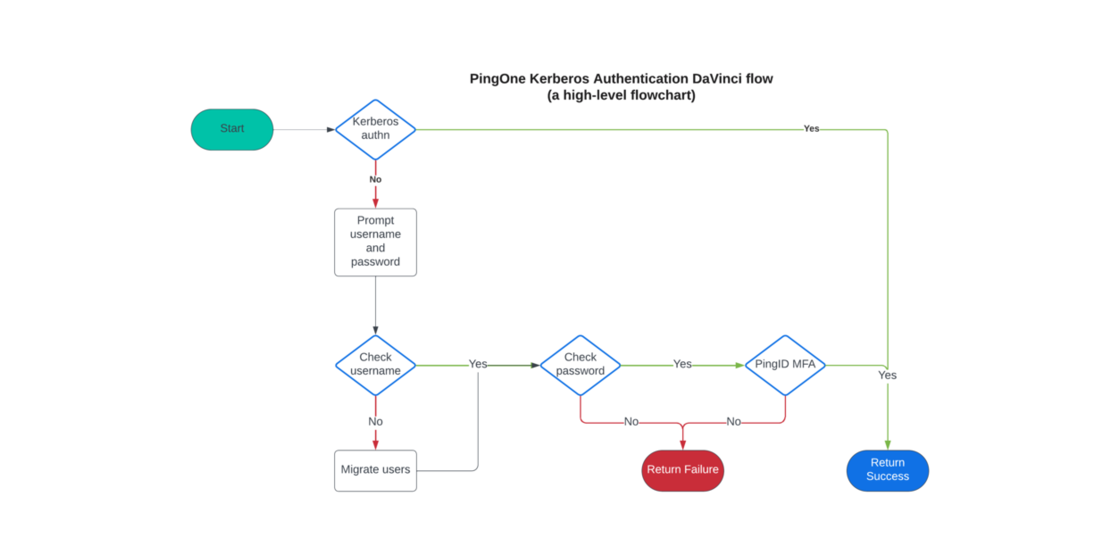 PingOne Kerberos Authentication DaVinci flow
(a high-level flowchart)
Start
Kerberos
authn
Yes
No
Prompt
username
and
password
Check
username
Yes
Check
password
Yes
PingID MFA
Yes
No
No
No
Migrate users
Return Failure
Return
Success